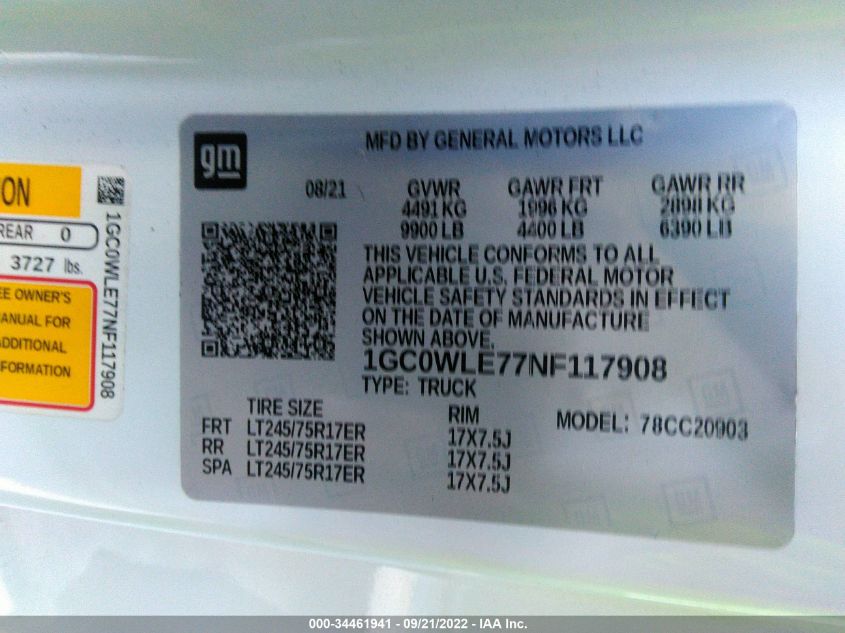 ON
REAR 0
3727 lbs.
EE OWNER'S
ANUAL FOR
ADDITIONAL
FORMATION
1GC0WLE77NF117908
gm
MFD BY GENERAL MOTORS LLC
08/21 GVWR GAWR FRT GAWR RR
4491 KG 1996 KG 2898 KG
9900 LB 4400 LB 6390 LB
THIS VEHICLE CONFORMS TO ALL
APPLICABLE U.S. FEDERAL MOTOR
VEHICLE SAFETY STANDARDS IN EFFECT
ON THE DATE OF MANUFACTURE
SHOWN ABOVE.
1GC0WLE77NF117908
TYPE: TRUCK
TIRE SIZE RIM MODEL: 78CC20903
FRT LT245/75R17ER 17X7.5J
RR LT245/75R17ER 17X7.5J
SPA LT245/75R17ER 17X7.5J
000-34461941 - 09/21/2022 - IAA Inc.